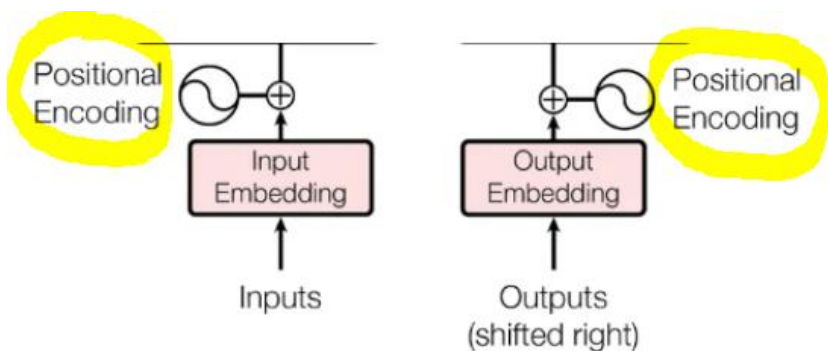 Positional
Encoding
Input
Embedding
Inputs
Output
Embedding
Outputs
(shifted right)
Positional
Encoding